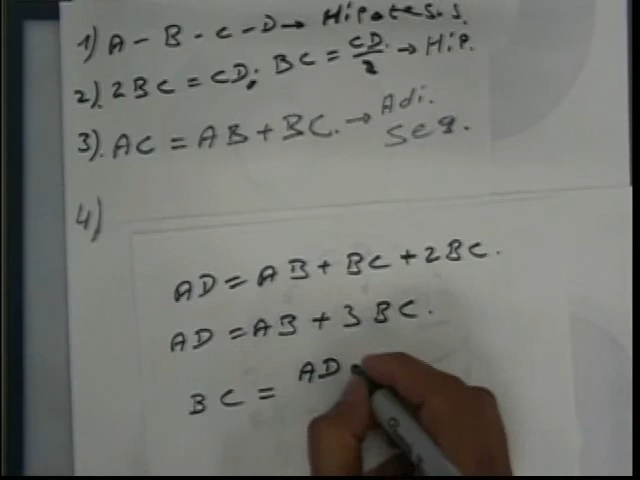 1) A - B - C - D → Hipotesis.
2). 2BC = CD; BC = CD/2 → Hip.
3). AC = AB + BC. → Adi. Seg.
4)
AD = AB + BC + 2BC.
AD = AB + 3BC.
BC = AD